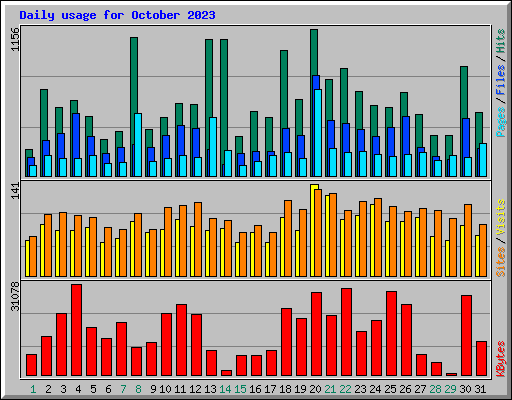 Daily usage for October 2023
1156
Pages / Files / Hits
141
Sites / Visits
31078
KBytes
1 2 3 4 5 6 7 8 9 10 11 12 13 14 15 16 17 18 19 20 21 22 23 24 25 26 27 28 29 30 31